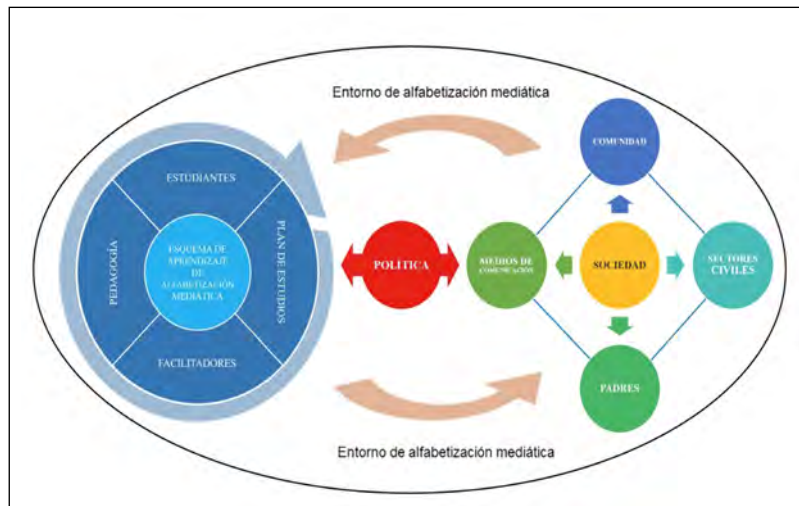 Entorno de alfabetización mediática
COMUNIDAD
ESTUDIANTES
PEDAGOGÍA
ESQUEMA DE
APRENDIZAJE
DE
ALFABETIZACIÓN
MEDIÁTICA
PLAN DE ESTUDIOS
FACILITADORES
POLÍTICA
MEDIOS DE
COMUNICACIÓN
SOCIEDAD
SECTORES
CIVILES
PADRES
Entorno de alfabetización mediática